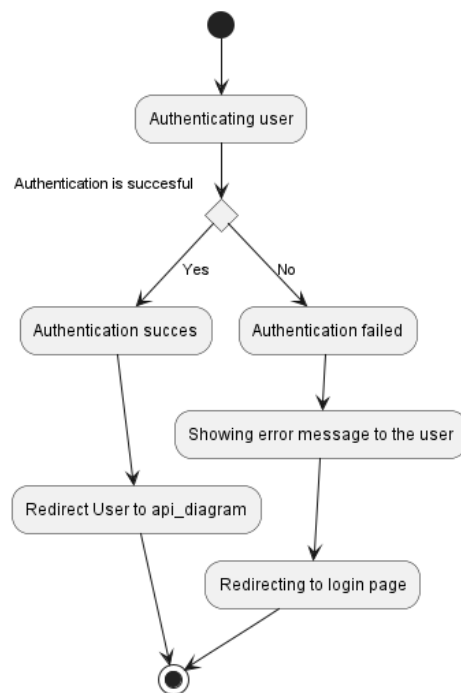 Authenticating user
Authentication is succesful
Yes
No
Authentication succes
Authentication failed
Showing error message to the user
Redirect User to api_diagram
Redirecting to login page